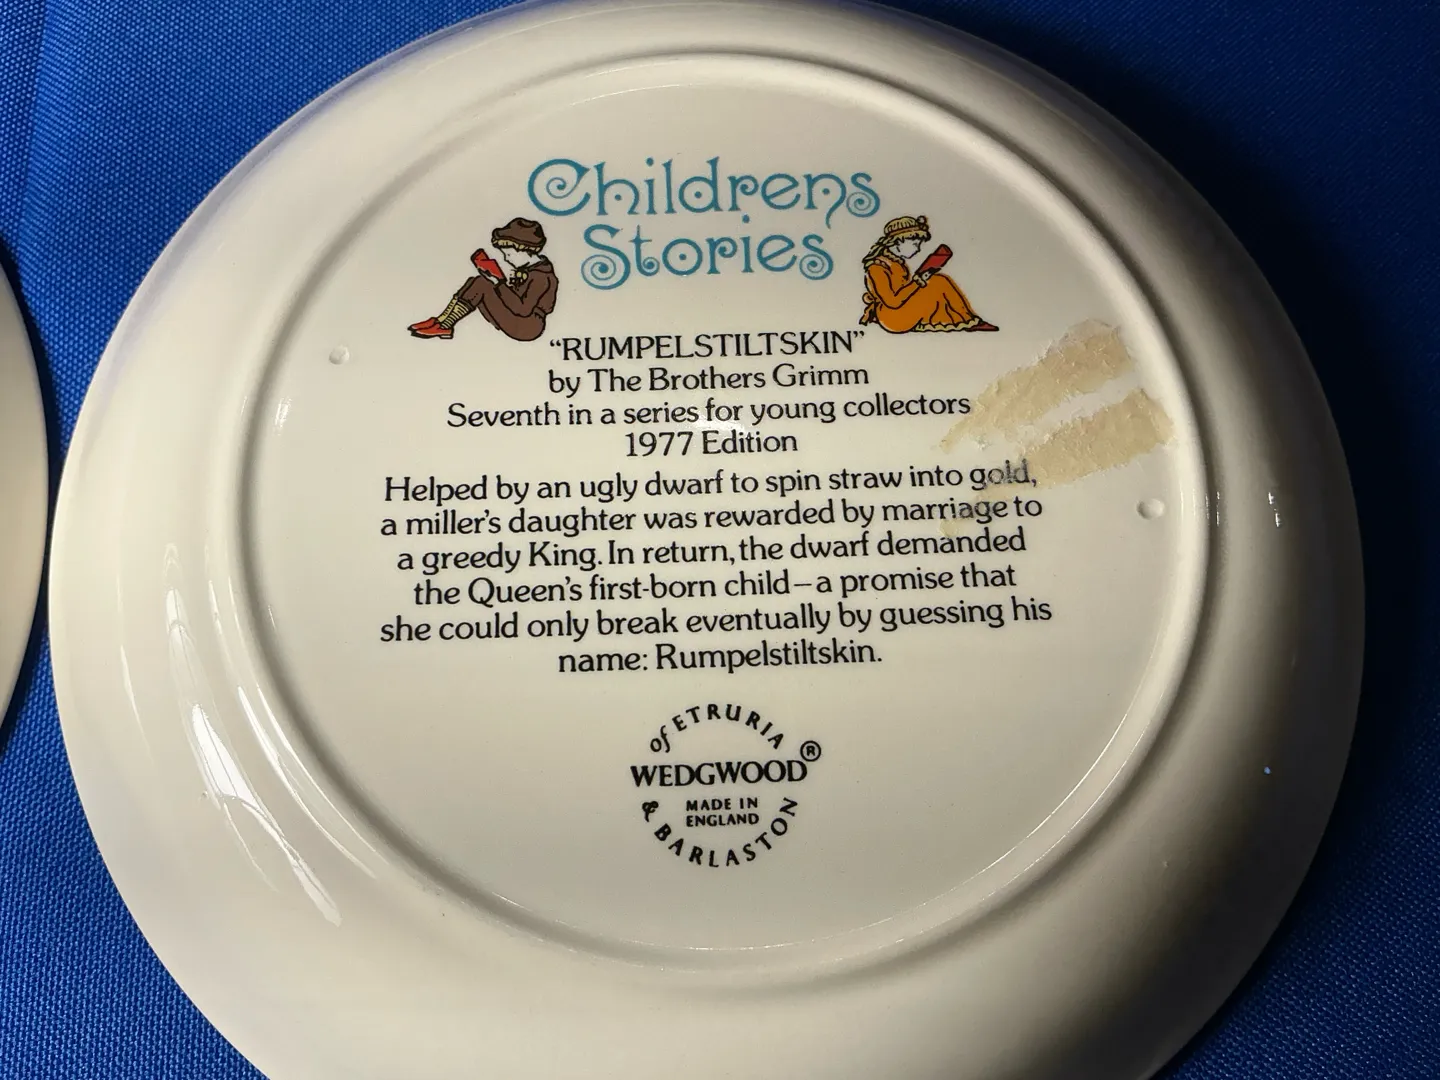 Childrens
Stories
“RUMPELSTILTSKIN”
by The Brothers Grimm
Seventh in a series for young collectors
1977 Edition
Helped by an ugly dwarf to spin straw into gold,
a miller's daughter was rewarded by marriage to
a greedy King. In return, the dwarf demanded
the Queen's first-born child–a promise that
she could only break eventually by guessing his
name: Rumpelstiltskin.
of ETRURIA
WEDGWOOD®
MADE IN
ENGLAND
& BARLASTON